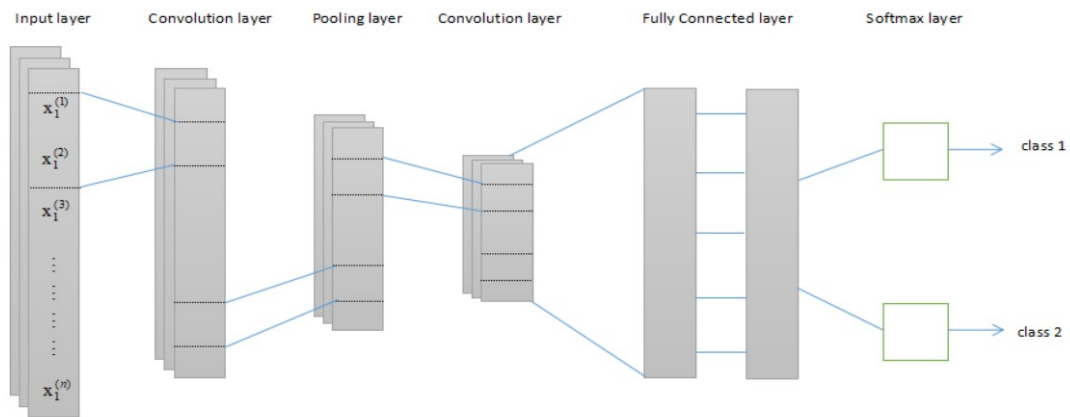 Input layer
Convolution layer
Pooling layer
Convolution layer
Fully Connected layer
Softmax layer
x₁⁽¹⁾
x₁⁽²⁾
x₁⁽³⁾
x₁⁽ⁿ⁾
class 1
class 2